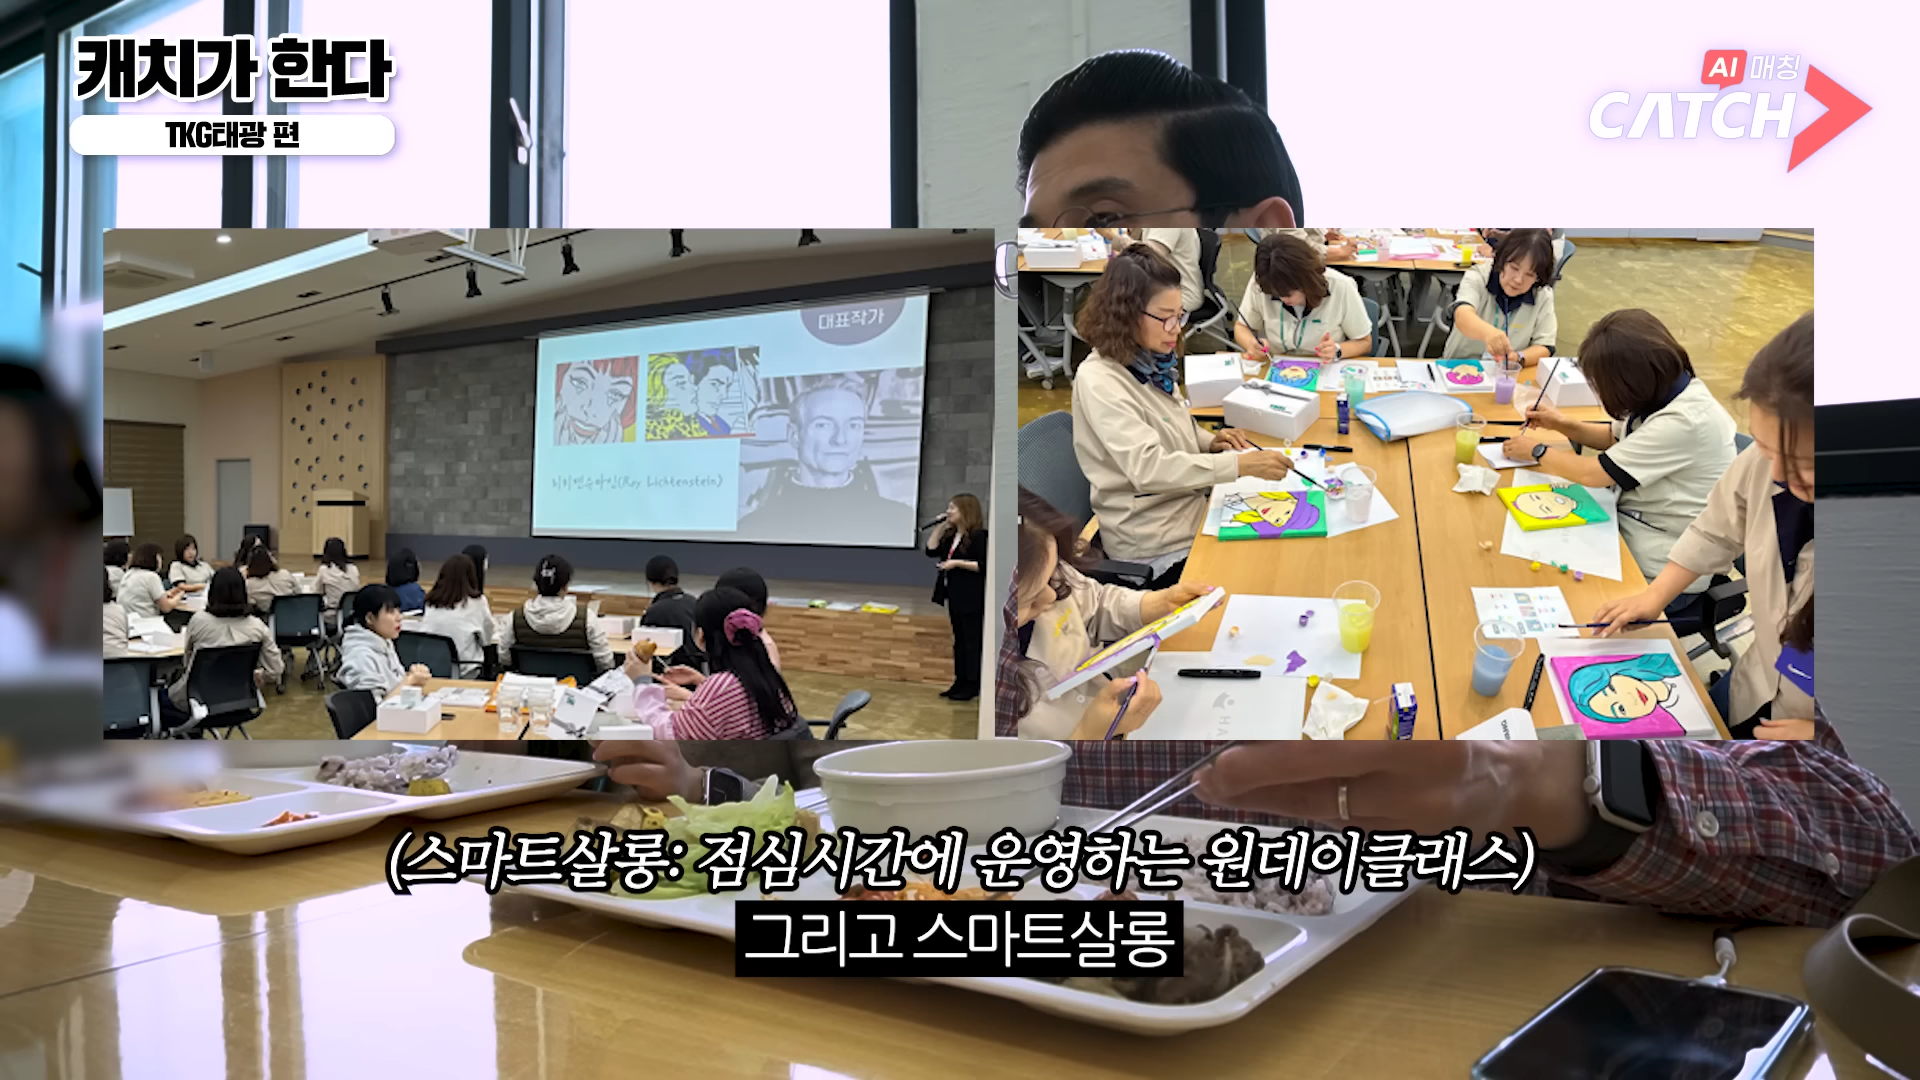 캐치가 한다
TKG태광 편
AI 매칭
CATCH
대표작가
리히텐슈타인(Roy Lichtenstein)
(스마트살롱: 점심시간에 운영하는 원데이클래스)
그리고 스마트살롱